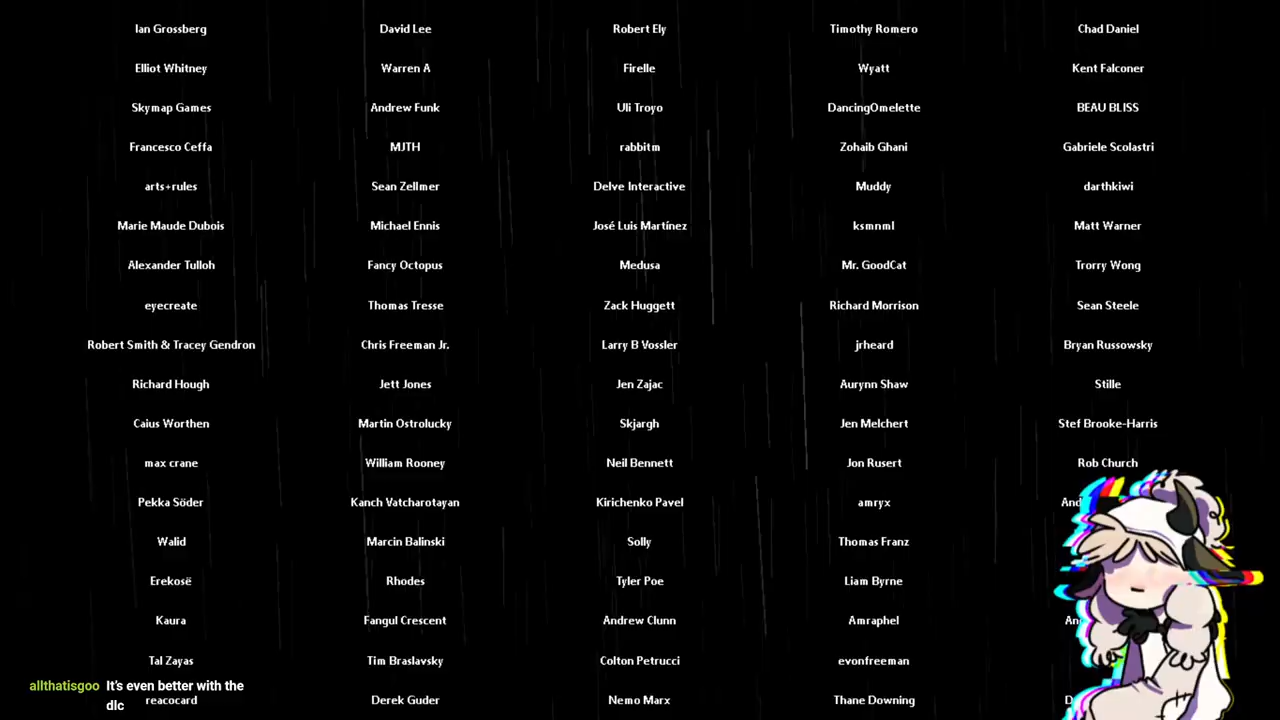 Ian Grossberg David Lee Robert Ely Timothy Romero Chad Daniel
Elliot Whitney Warren A Firelle Wyatt Kent Falconer
Skymap Games Andrew Funk Uli Troyo DancingOmelette BEAU BLISS
Francesco Ceffa MJTH rabbitm Zohaib Ghani Gabriele Scolastri
arts+rules Sean Zellmer Delve Interactive Muddy darthkiwi
Marie Maude Dubois Michael Ennis José Luis Martínez ksmnml Matt Warner
Alexander Tulloh Fancy Octopus Medusa Mr. GoodCat Trorry Wong
eyecreate Thomas Tresse Zack Huggett Richard Morrison Sean Steele
Robert Smith & Tracey Gendron Chris Freeman Jr. Larry B Vossler jrheard Bryan Russowsky
Richard Hough Jett Jones Jen Zajac Aurynn Shaw Stille
Caius Worthen Martin Ostrolucky Skjargh Jen Melchert Stef Brooke-Harris
max crane William Rooney Neil Bennett Jon Rusert Rob Church
Pekka Söder Kanch Vatcharotayan Kirichenko Pavel amryx
Walid Marcin Balinski Solly Thomas Franz
Erekosë Rhodes Tyler Poe Liam Byrne
Kaura Fangul Crescent Andrew Clunn Amraphel
Tal Zayas Tim Braslavsky Colton Petrucci evonfreeman
allthatisgoo It's even better with the
dlc
reacocard Derek Guder Nemo Marx Thane Downing